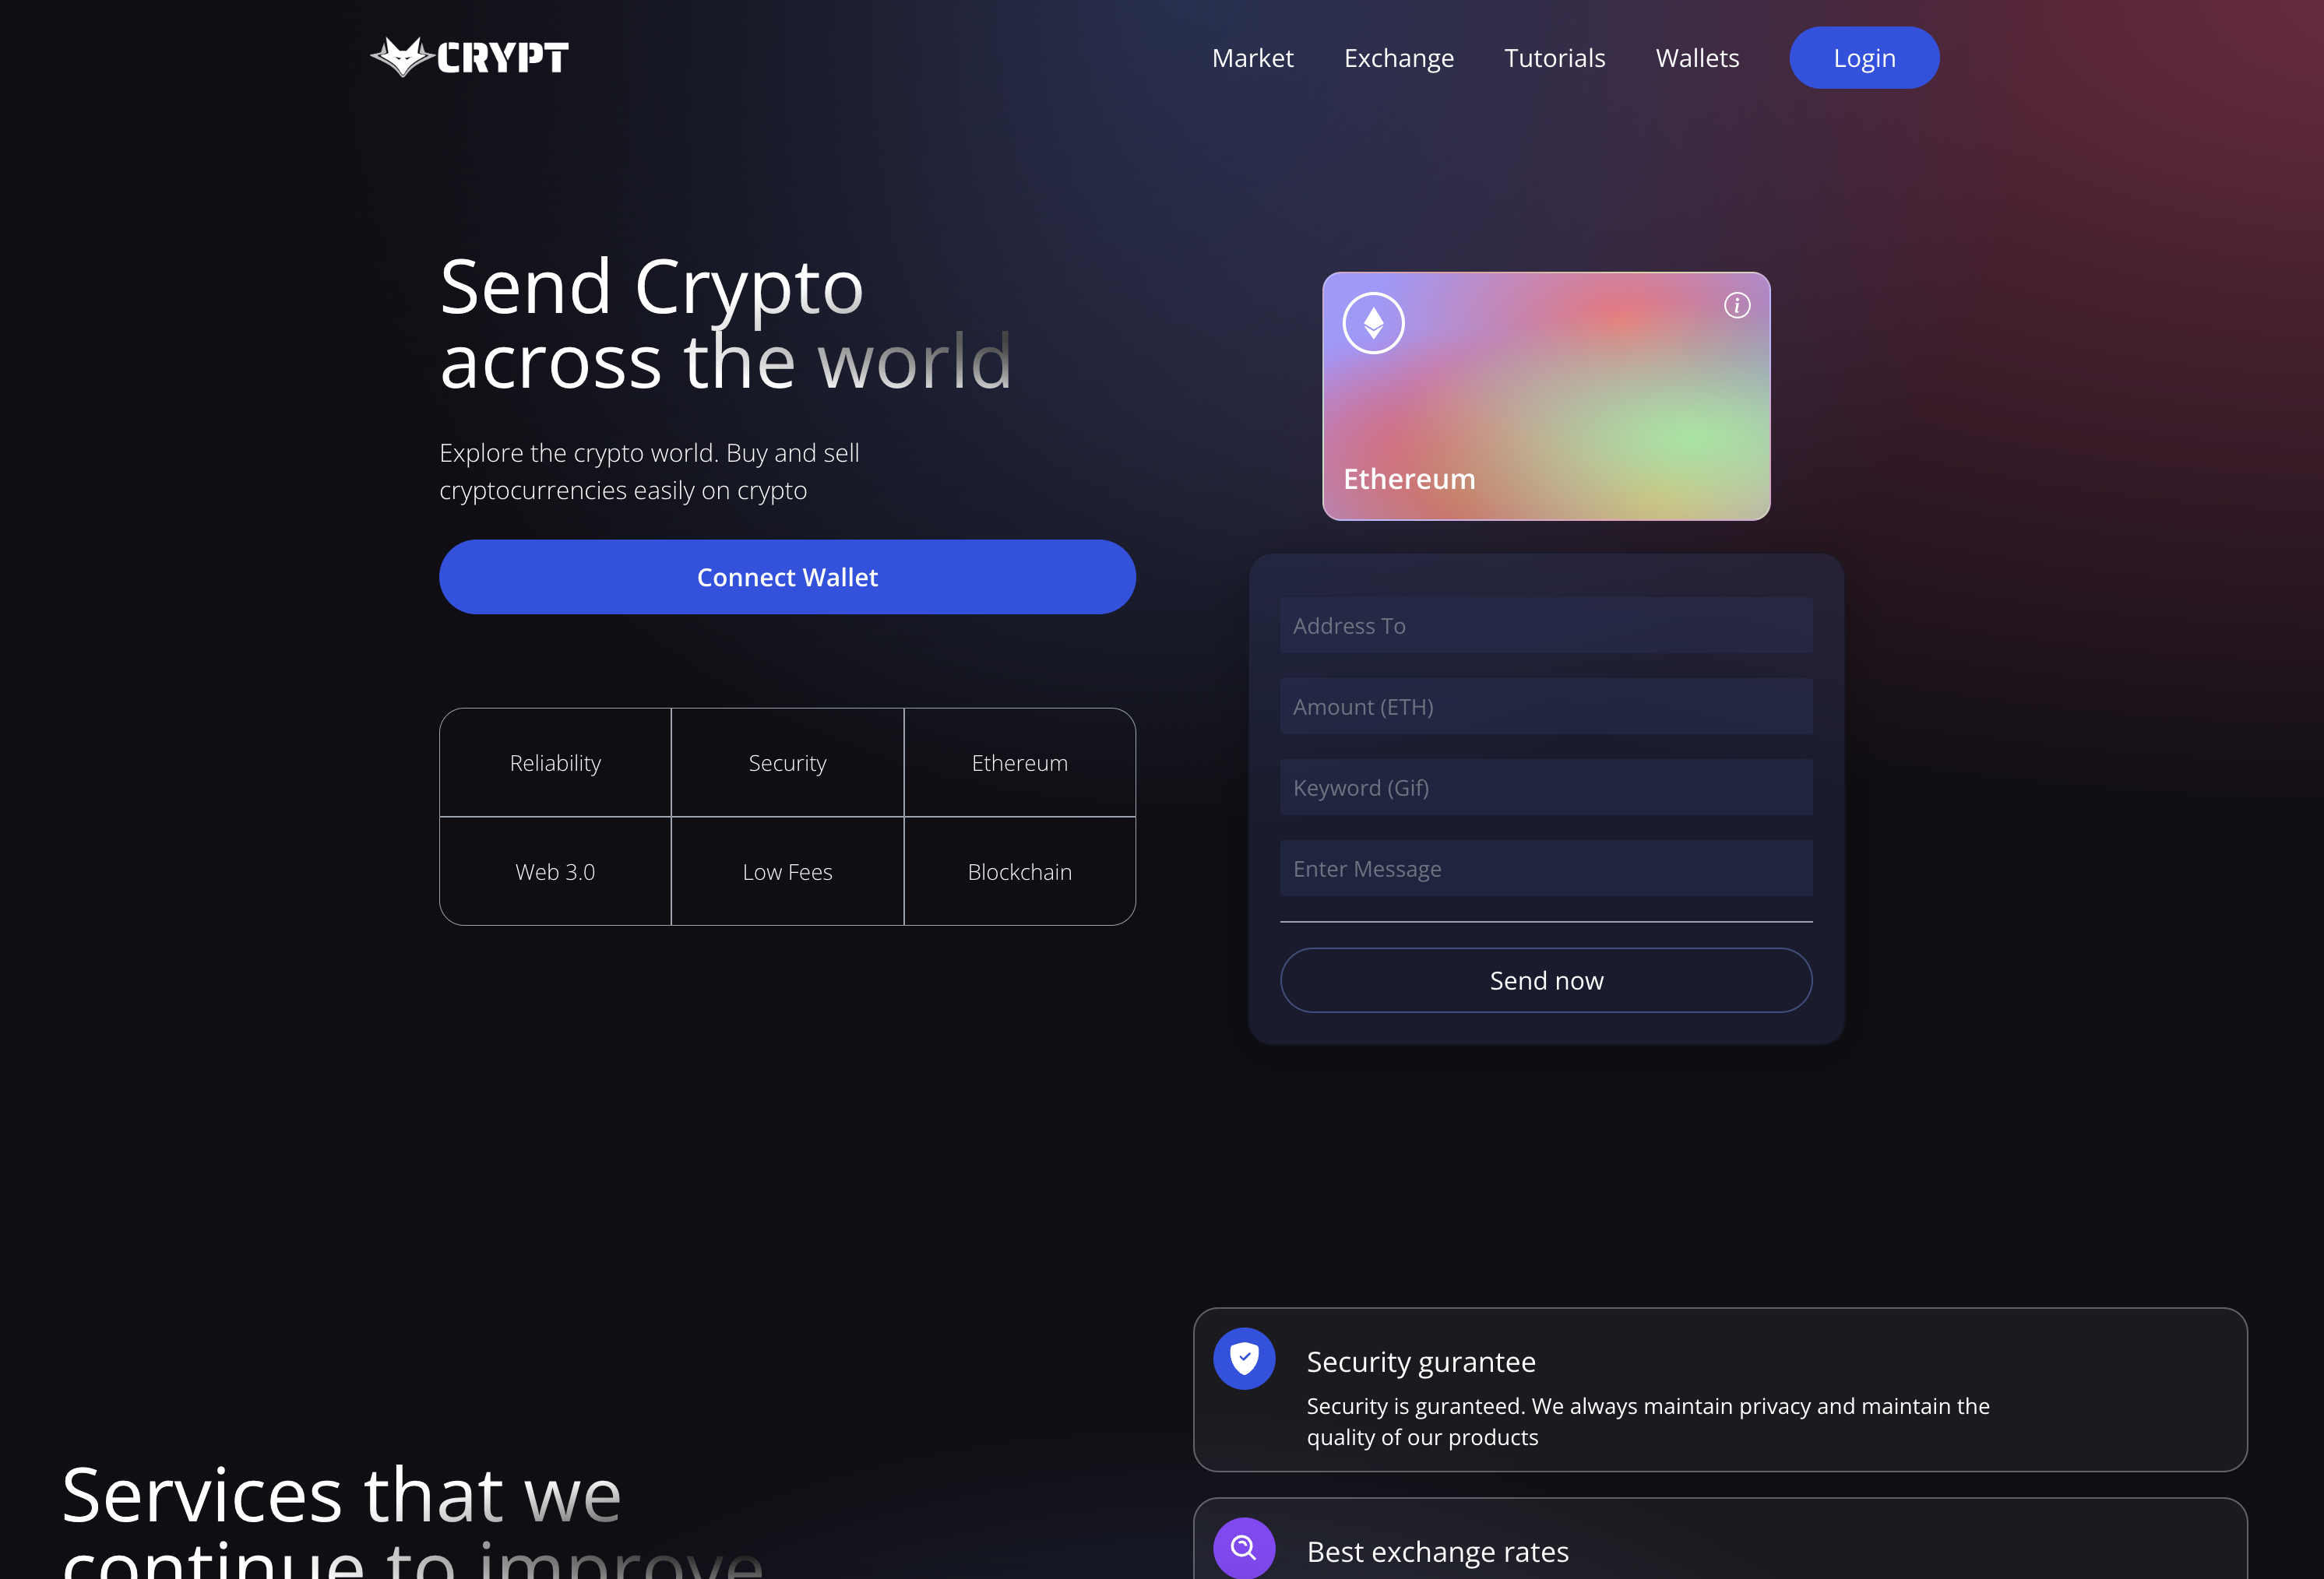 CRYPT
Market
Exchange
Tutorials
Wallets
Login
Send Crypto
across the world
Explore the crypto world. Buy and sell
cryptocurrencies easily on crypto
Connect Wallet
Reliability
Security
Ethereum
Web 3.0
Low Fees
Blockchain
i
Ethereum
Address To
Amount (ETH)
Keyword (Gif)
Enter Message
Send now
Services that we
continue to improve
Security gurantee
Security is guranteed. We always maintain privacy and maintain the
quality of our products
Best exchange rates